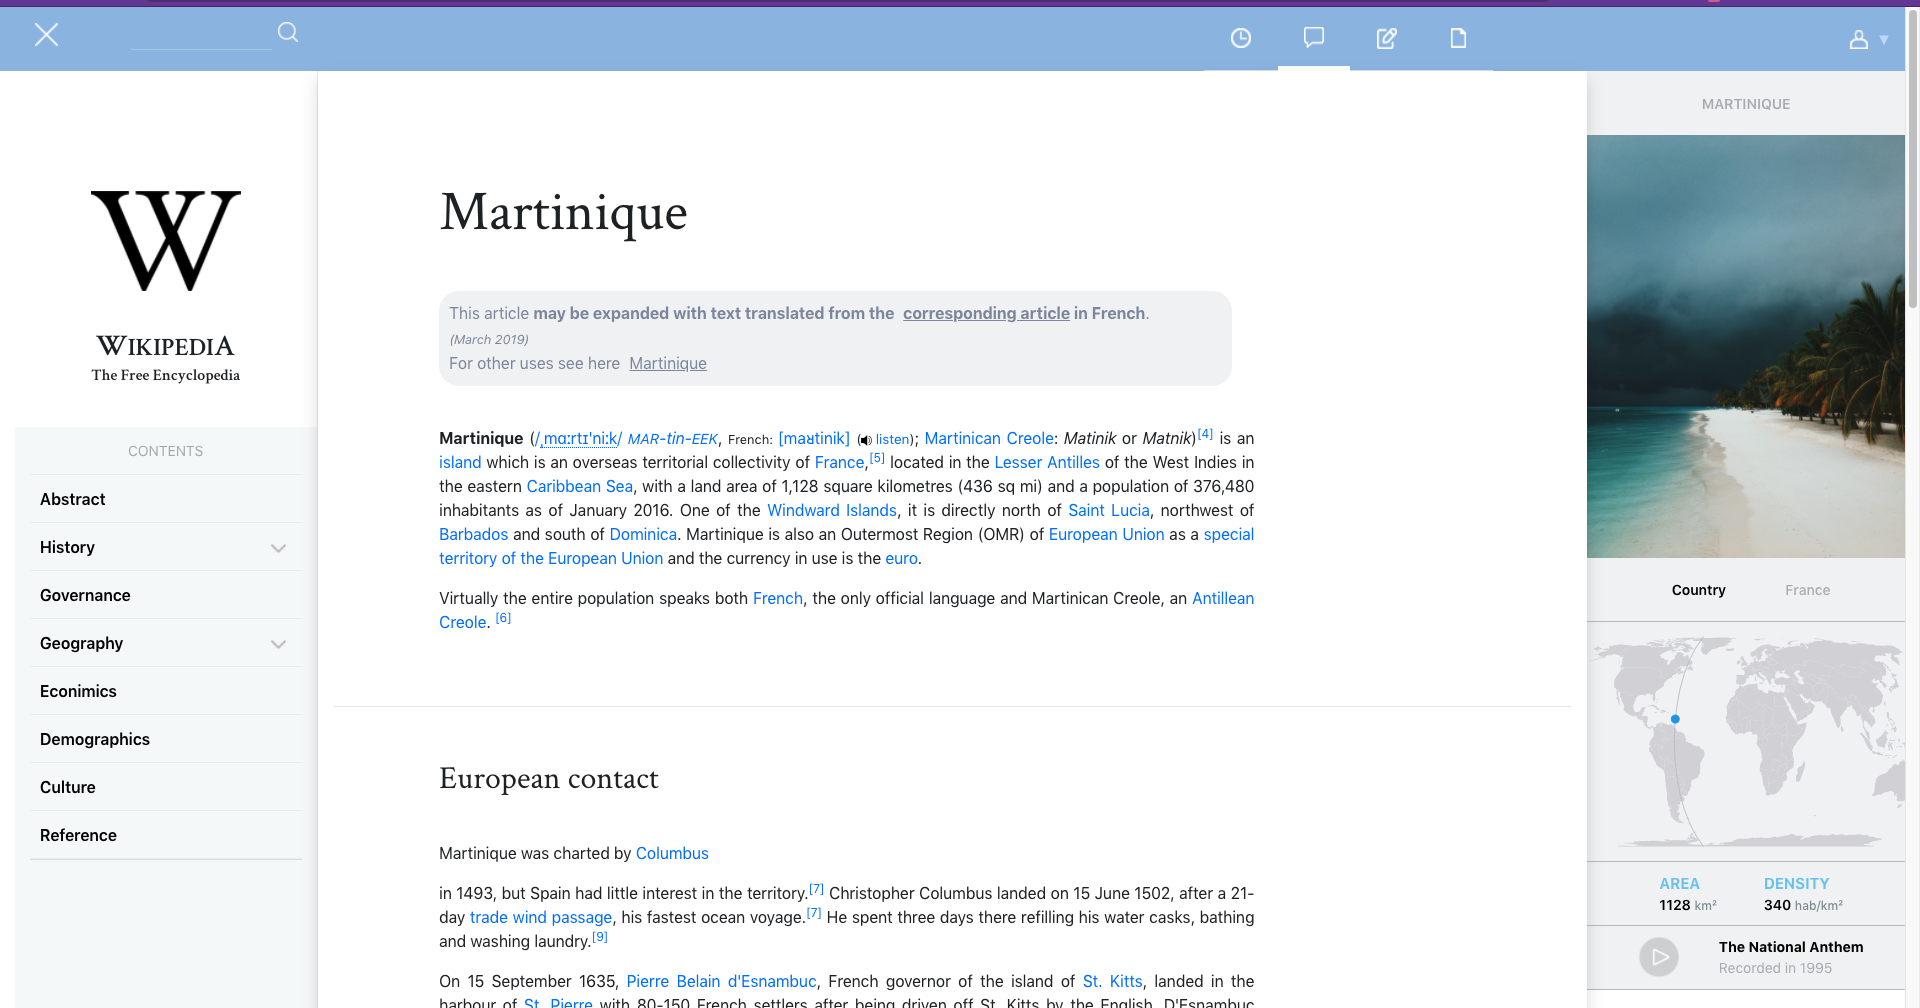 WIKIPEDIA
The Free Encyclopedia
CONTENTS
Abstract
History
Governance
Geography
Econimics
Demographics
Culture
Reference
Martinique
This article may be expanded with text translated from the corresponding article in French.
(March 2019)
For other uses see here Martinique
Martinique (/ˌmɑːrtɪˈniːk/ MAR-tin-EEK, French: [maʁtinik] (listen); Martinican Creole: Matinik or Matnik)[4] is an
island which is an overseas territorial collectivity of France,[5] located in the Lesser Antilles of the West Indies in
the eastern Caribbean Sea, with a land area of 1,128 square kilometres (436 sq mi) and a population of 376,480
inhabitants as of January 2016. One of the Windward Islands, it is directly north of Saint Lucia, northwest of
Barbados and south of Dominica. Martinique is also an Outermost Region (OMR) of European Union as a special
territory of the European Union and the currency in use is the euro.
Virtually the entire population speaks both French, the only official language and Martinican Creole, an Antillean
Creole. [6]
European contact
Martinique was charted by Columbus
in 1493, but Spain had little interest in the territory.[7] Christopher Columbus landed on 15 June 1502, after a 21-
day trade wind passage, his fastest ocean voyage.[7] He spent three days there refilling his water casks, bathing
and washing laundry.[9]
On 15 September 1635, Pierre Belain d'Esnambuc, French governor of the island of St. Kitts, landed in the
harbour of St. Pierre with 80-150 French settlers after being driven off St. Kitts by the English. D'Esnambuc
MARTINIQUE
Country France
AREA DENSITY
1128 km² 340 hab/km²
The National Anthem
Recorded in 1995